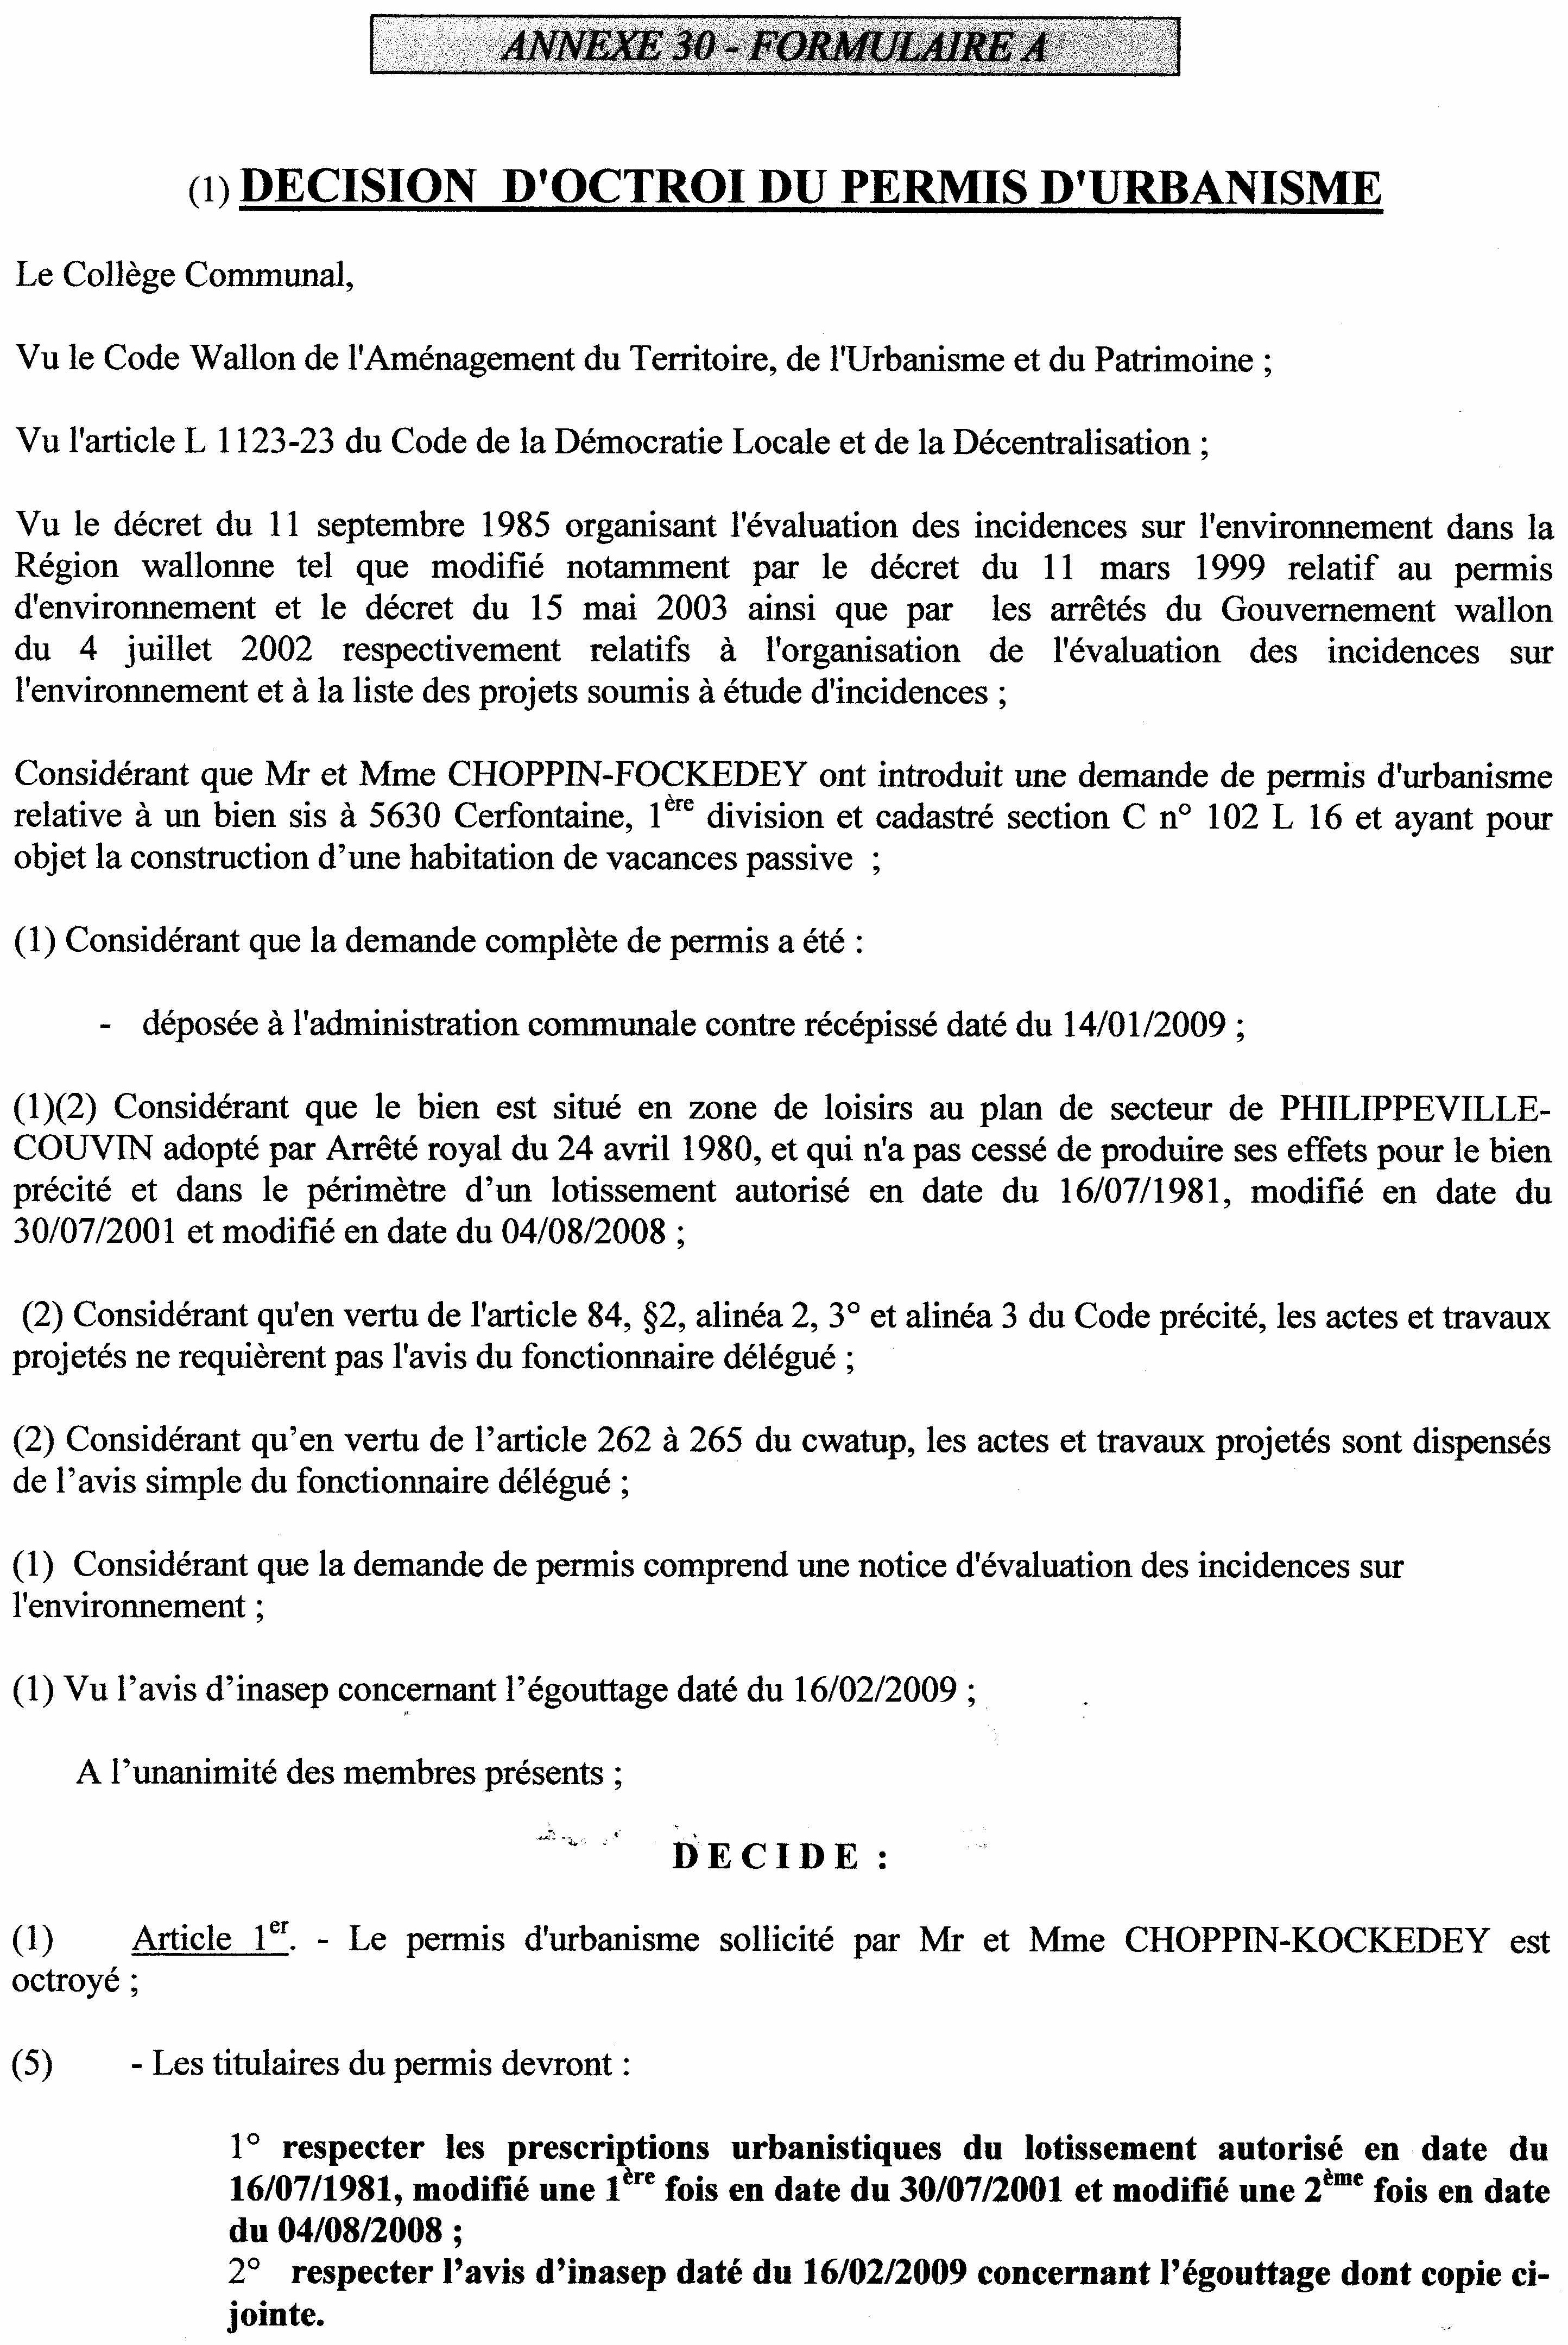 ANNEXE 30 - FORMULAIRE A
(1) DECISION D'OCTROI DU PERMIS D'URBANISME
Le Collège Communal,
Vu le Code Wallon de l'Aménagement du Territoire, de l'Urbanisme et du Patrimoine ;
Vu l'article L 1123-23 du Code de la Démocratie Locale et de la Décentralisation ;
Vu le décret du 11 septembre 1985 organisant l'évaluation des incidences sur l'environnement dans la
Région wallonne tel que modifié notamment par le décret du 11 mars 1999 relatif au permis
d'environnement et le décret du 15 mai 2003 ainsi que par les arrêtés du Gouvernement wallon
du 4 juillet 2002 respectivement relatifs à l'organisation de l'évaluation des incidences sur
l'environnement et à la liste des projets soumis à étude d'incidences ;
Considérant que Mr et Mme CHOPPIN-FOCKEDEY ont introduit une demande de permis d'urbanisme
relative à un bien sis à 5630 Cerfontaine, 1ère division et cadastré section C n° 102 L 16 et ayant pour
objet la construction d’une habitation de vacances passive ;
(1) Considérant que la demande complète de permis a été :
- déposée à l'administration communale contre récépissé daté du 14/01/2009 ;
(1)(2) Considérant que le bien est situé en zone de loisirs au plan de secteur de PHILIPPEVILLE-
COUVIN adopté par Arrêté royal du 24 avril 1980, et qui n'a pas cessé de produire ses effets pour le bien
précité et dans le périmètre d’un lotissement autorisé en date du 16/07/1981, modifié en date du
30/07/2001 et modifié en date du 04/08/2008 ;
(2) Considérant qu'en vertu de l'article 84, §2, alinéa 2, 3° et alinéa 3 du Code précité, les actes et travaux
projetés ne requièrent pas l'avis du fonctionnaire délégué ;
(2) Considérant qu’en vertu de l’article 262 à 265 du cwatup, les actes et travaux projetés sont dispensés
de l’avis simple du fonctionnaire délégué ;
(1) Considérant que la demande de permis comprend une notice d'évaluation des incidences sur
l'environnement ;
(1) Vu l’avis d’inasep concernant l’égouttage daté du 16/02/2009 ;
A l’unanimité des membres présents ;
D E C I D E :
(1) Article 1er. - Le permis d'urbanisme sollicité par Mr et Mme CHOPPIN-KOCKEDEY est
octroyé ;
(5) - Les titulaires du permis devront :
1° respecter les prescriptions urbanistiques du lotissement autorisé en date du
16/07/1981, modifié une 1ère fois en date du 30/07/2001 et modifié une 2ème fois en date
du 04/08/2008 ;
2° respecter l’avis d’inasep daté du 16/02/2009 concernant l’égouttage dont copie ci-
jointe.